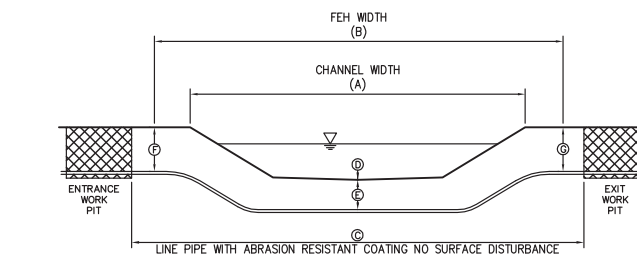 FEH WIDTH
(B)
CHANNEL WIDTH
(A)
F
D
G
E
ENTRANCE
WORK
PIT
EXIT
WORK
PIT
C
LINE PIPE WITH ABRASION RESISTANT COATING NO SURFACE DISTURBANCE